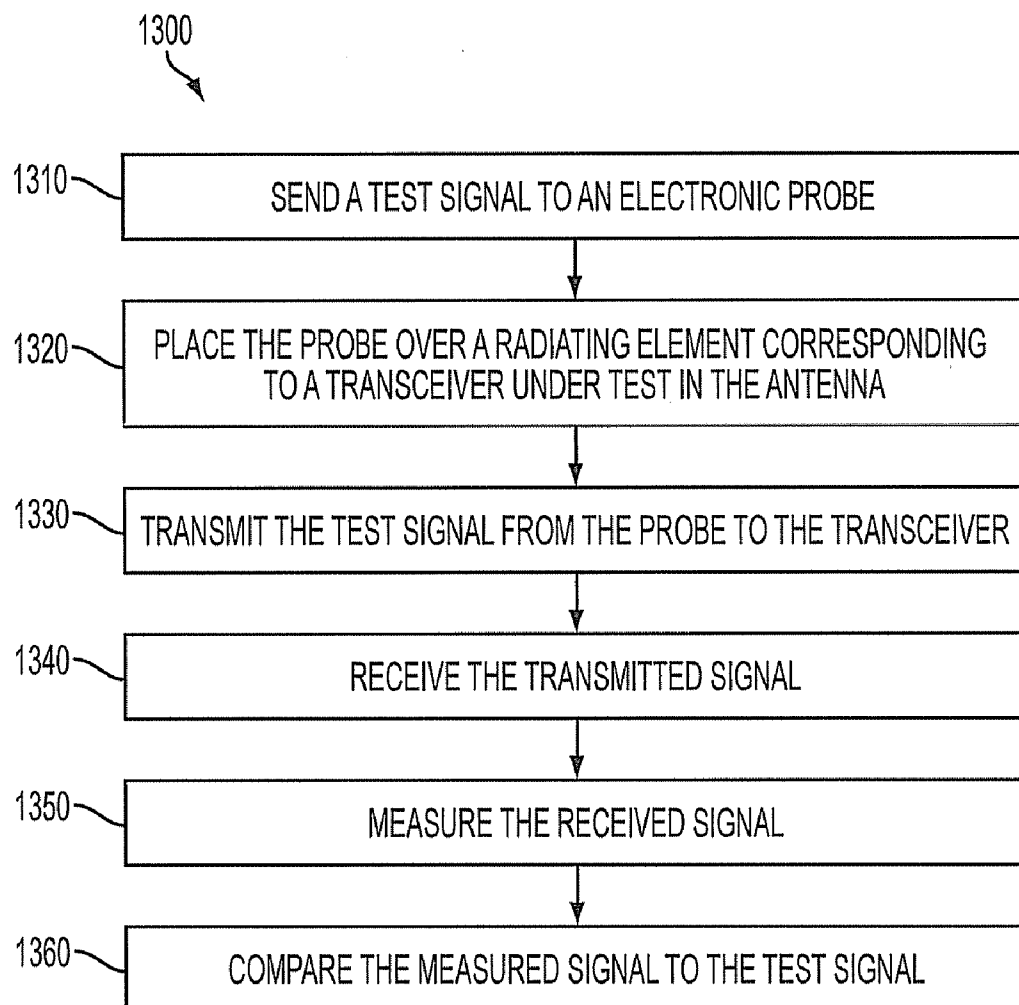 1300
1310
SEND A TEST SIGNAL TO AN ELECTRONIC PROBE
1320
PLACE THE PROBE OVER A RADIATING ELEMENT CORRESPONDING
TO A TRANSCEIVER UNDER TEST IN THE ANTENNA
1330
TRANSMIT THE TEST SIGNAL FROM THE PROBE TO THE TRANSCEIVER
1340
RECEIVE THE TRANSMITTED SIGNAL
1350
MEASURE THE RECEIVED SIGNAL
1360
COMPARE THE MEASURED SIGNAL TO THE TEST SIGNAL